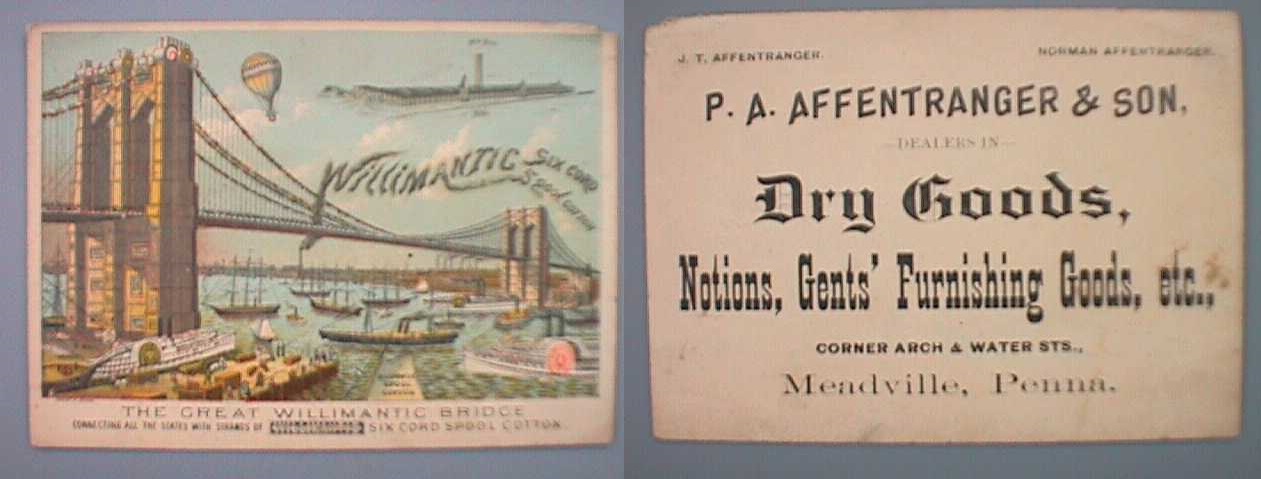 WILLIMANTIC SIX CORD
SPOOL COTTON
THE GREAT WILLIMANTIC BRIDGE
CONNECTING ALL THE STATES WITH STRANDS OF SIX CORD SPOOL COTTON.
J. T. AFFENTRANGER. NORMAN AFFENTRANGER.
P. A. AFFENTRANGER & SON,
—DEALERS IN—
Dry Goods,
Notions, Gents' Furnishing Goods, etc.,
CORNER ARCH & WATER STS.,
Meadville, Penna.